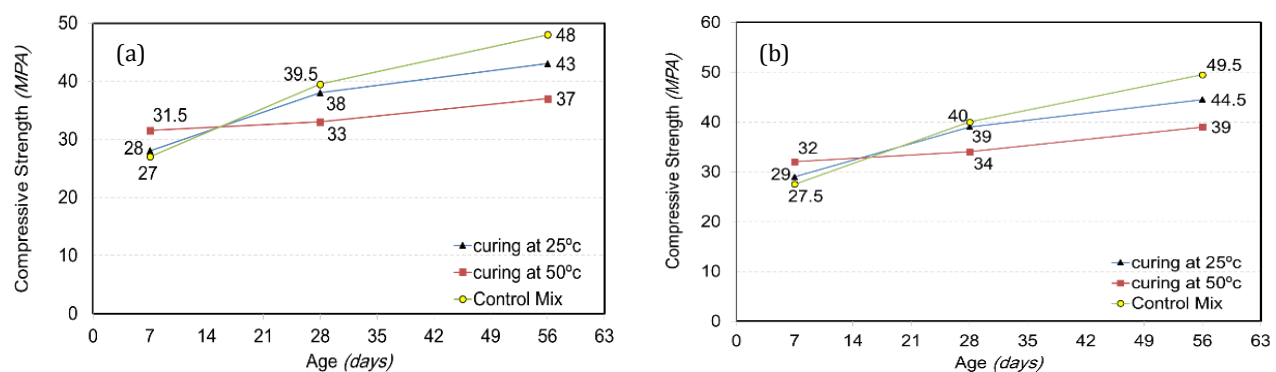 (a)
Compressive Strength (MPA)
50
40
30
20
10
0
31.5
28
27
39.5
38
33
48
43
37
curing at 25ºc
curing at 50ºc
Control Mix
0 7 14 21 28 35 42 49 56 63
Age (days)
(b)
Compressive Strength (MPA)
60
50
40
30
20
10
0
32
29
27.5
40
39
34
49.5
44.5
39
curing at 25ºc
curing at 50ºc
Control Mix
0 7 14 21 28 35 42 49 56 63
Age (days)